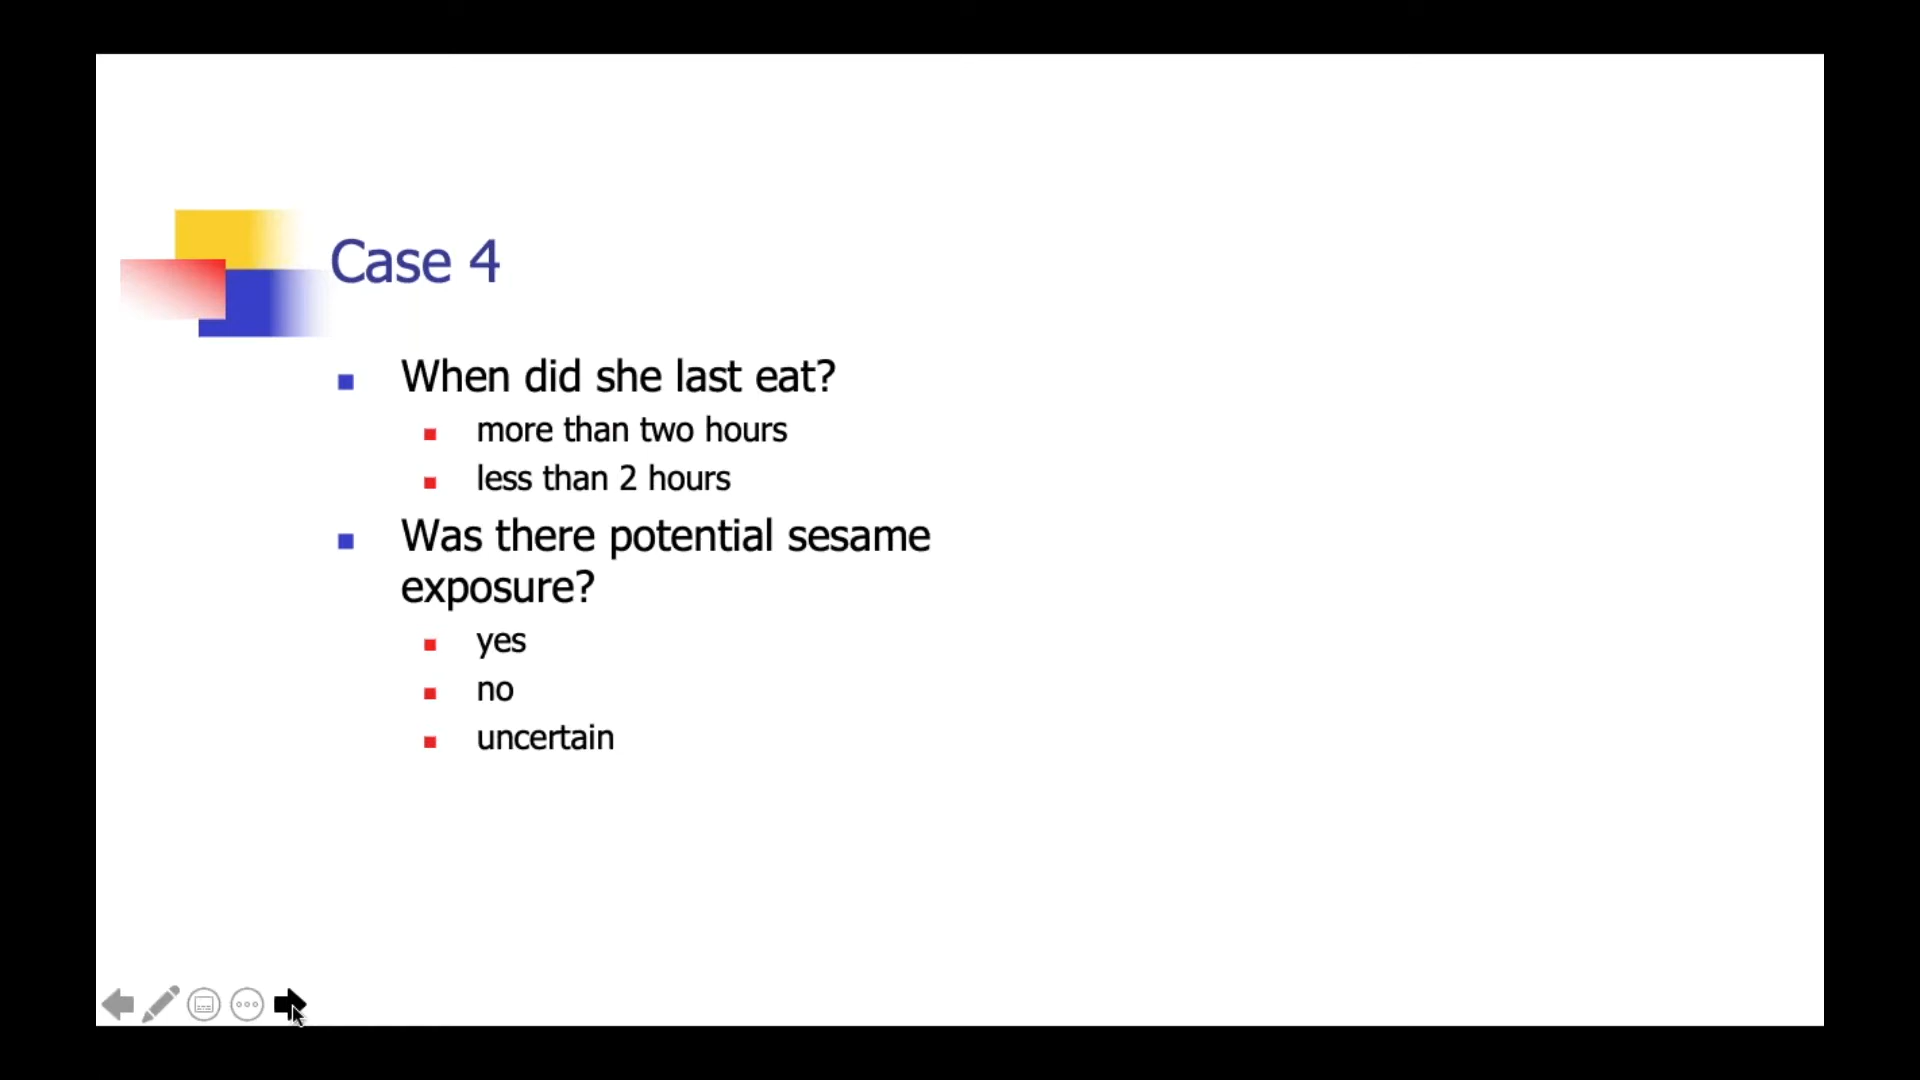 Case 4
When did she last eat?
more than two hours
less than 2 hours
Was there potential sesame
exposure?
yes
no
uncertain